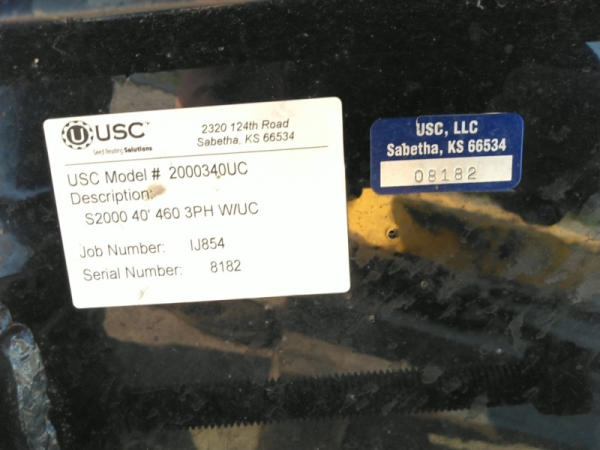 USC
Seed Treating Solutions
2320 124th Road
Sabetha, KS 66534
USC Model # 2000340UC
Description:
S2000 40' 460 3PH W/UC
Job Number: IJ854
Serial Number: 8182
USC, LLC
Sabetha, KS 66534
08182